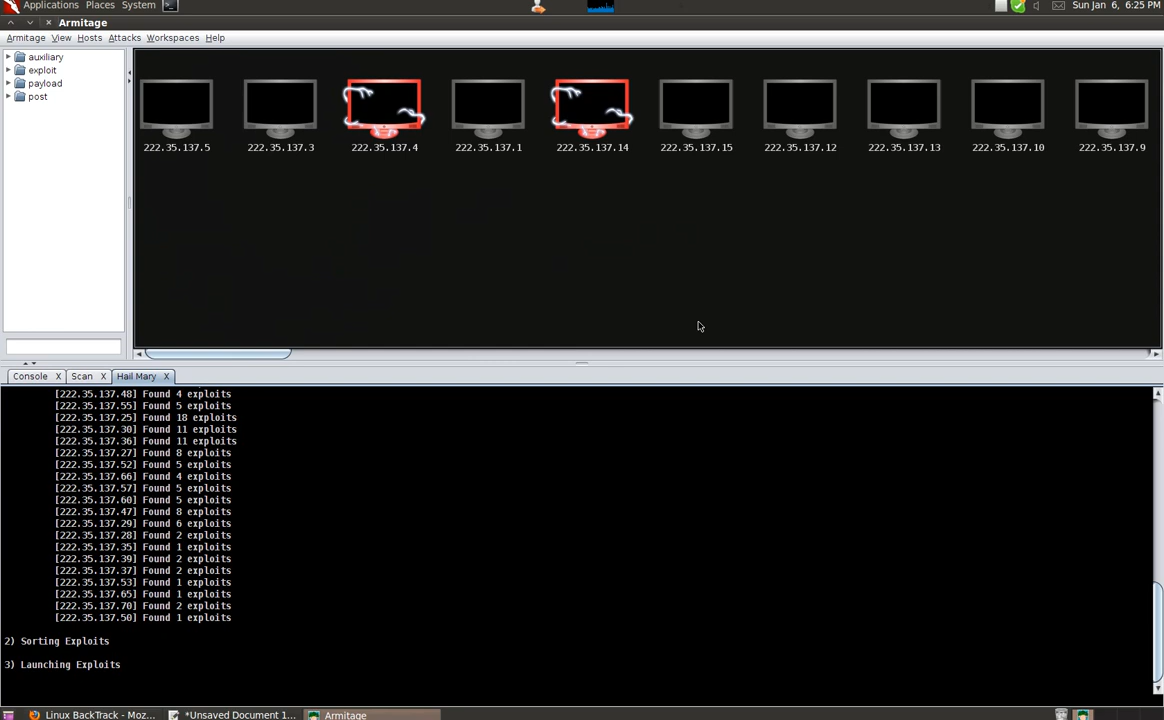 Applications Places System
Sun Jan 6, 6:25 PM
Armitage
Armitage View Hosts Attacks Workspaces Help
auxiliary
exploit
payload
post
222.35.137.5 222.35.137.3 222.35.137.4 222.35.137.1 222.35.137.14 222.35.137.15 222.35.137.12 222.35.137.13 222.35.137.10 222.35.137.9
Console X Scan X Hail Mary X
[222.35.137.48] Found 4 exploits
[222.35.137.55] Found 5 exploits
[222.35.137.25] Found 18 exploits
[222.35.137.30] Found 11 exploits
[222.35.137.36] Found 11 exploits
[222.35.137.27] Found 8 exploits
[222.35.137.52] Found 5 exploits
[222.35.137.66] Found 4 exploits
[222.35.137.57] Found 5 exploits
[222.35.137.60] Found 5 exploits
[222.35.137.47] Found 8 exploits
[222.35.137.29] Found 6 exploits
[222.35.137.28] Found 2 exploits
[222.35.137.35] Found 1 exploits
[222.35.137.39] Found 2 exploits
[222.35.137.37] Found 2 exploits
[222.35.137.53] Found 1 exploits
[222.35.137.65] Found 1 exploits
[222.35.137.70] Found 2 exploits
[222.35.137.50] Found 1 exploits
2) Sorting Exploits
3) Launching Exploits
Linux BackTrack - Moz... *Unsaved Document 1... Armitage